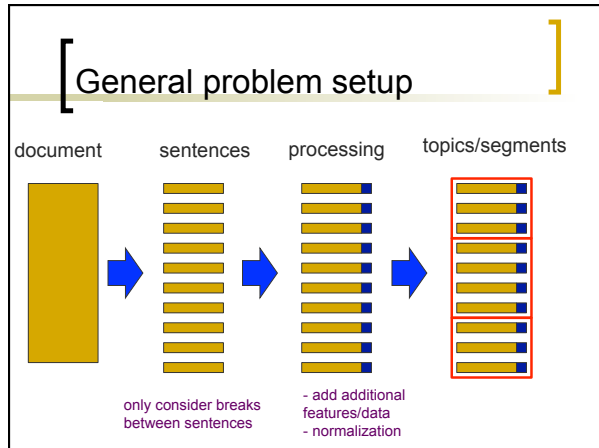 General problem setup
document
sentences
processing
topics/segments
only consider breaks
between sentences
- add additional
features/data
- normalization